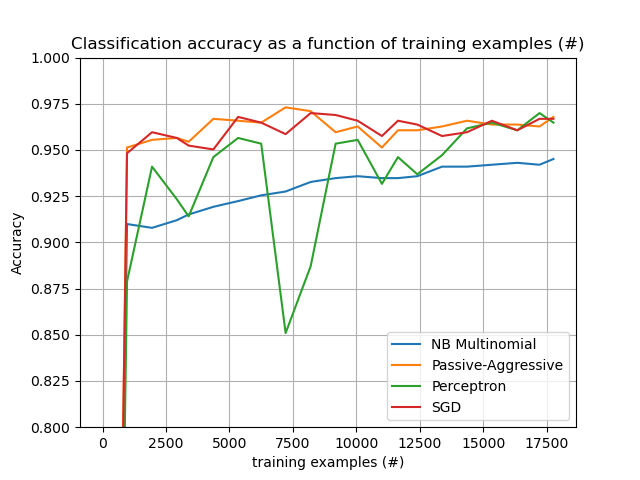 Classification accuracy as a function of training examples (#)
1.000
0.975
0.950
0.925
0.900
0.875
0.850
0.825
0.800
Accuracy
NB Multinomial
Passive-Aggressive
Perceptron
SGD
0 2500 5000 7500 10000 12500 15000 17500
training examples (#)